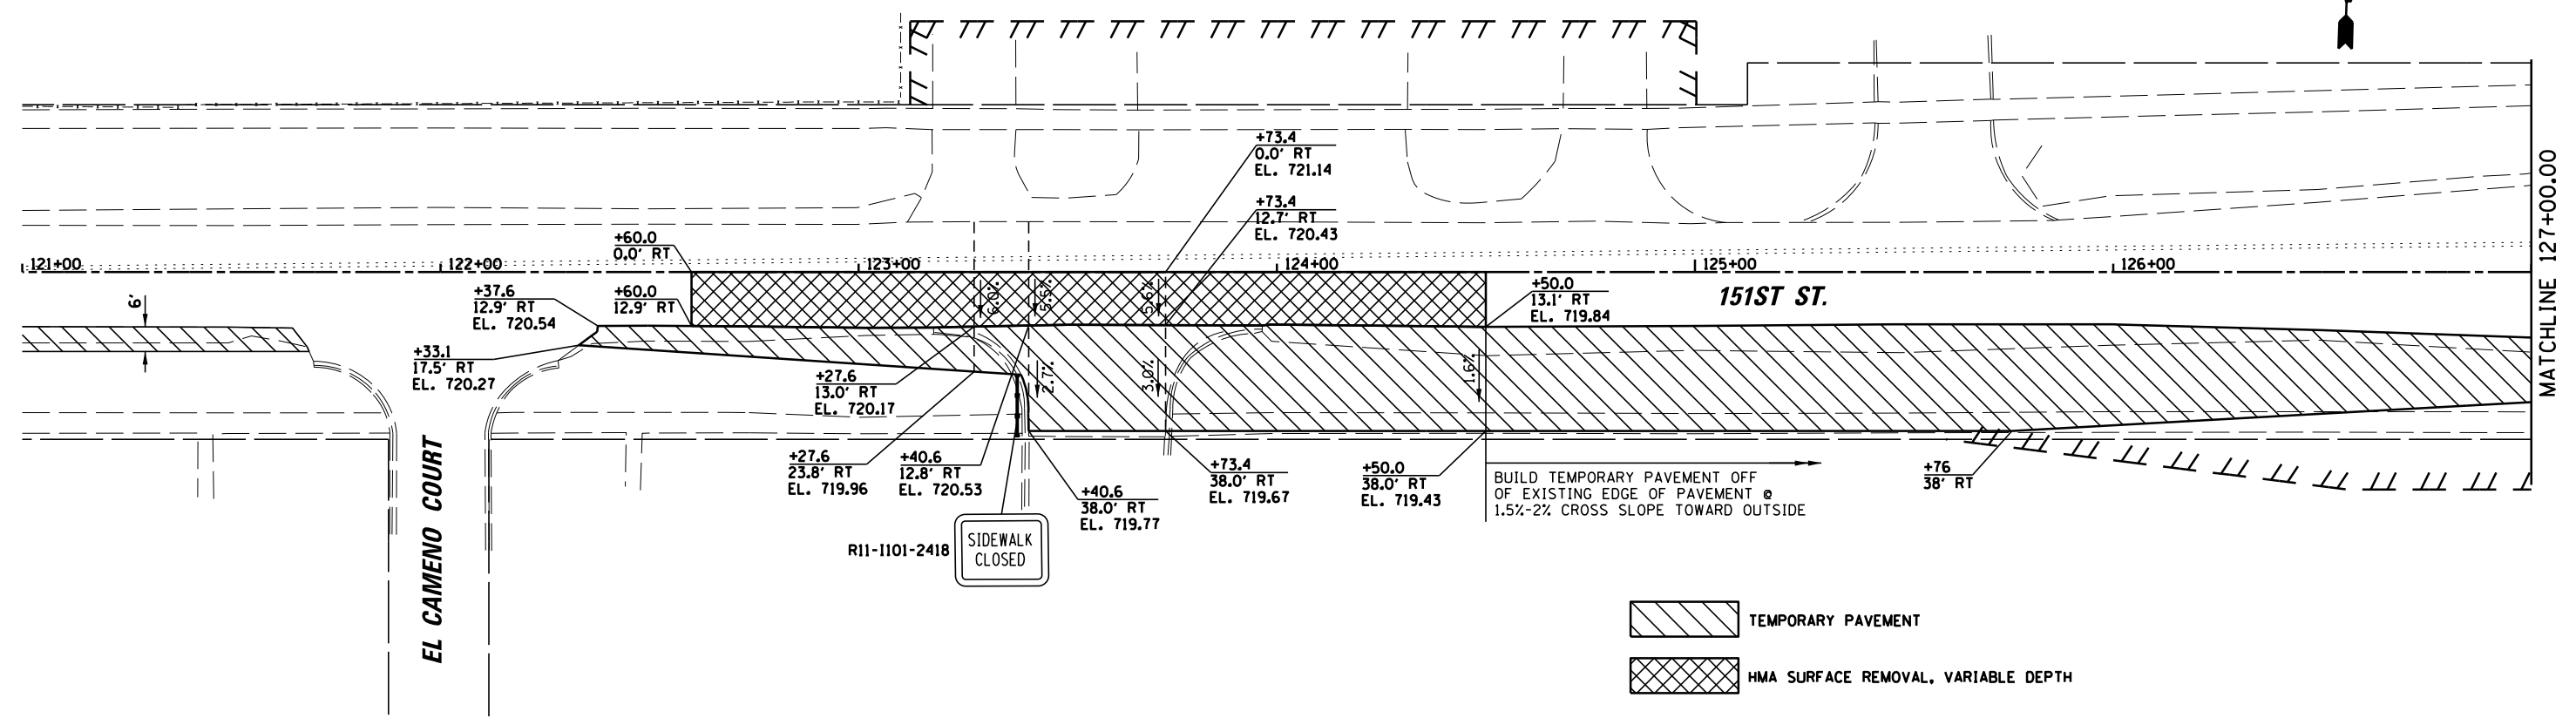 +73.4
0.0' RT
EL. 721.14
+73.4
12.7' RT
EL. 720.43
+60.0
0.0' RT
121+00
122+00
123+00
124+00
125+00
126+00
MATCHLINE 127+00.00
151ST ST.
6'
+37.6
12.9' RT
EL. 720.54
+60.0
12.9' RT
6.0%
5.5%
5.6%
+50.0
13.1' RT
EL. 719.84
+33.1
17.5' RT
EL. 720.27
+27.6
13.0' RT
EL. 720.17
2.7%
3.0%
1.6%
+27.6
23.8' RT
EL. 719.96
+40.6
12.8' RT
EL. 720.53
+40.6
38.0' RT
EL. 719.77
+73.4
38.0' RT
EL. 719.67
+50.0
38.0' RT
EL. 719.43
BUILD TEMPORARY PAVEMENT OFF
OF EXISTING EDGE OF PAVEMENT @
1.5%-2% CROSS SLOPE TOWARD OUTSIDE
+76
38' RT
EL CAMENO COURT
R11-I101-2418
SIDEWALK
CLOSED
TEMPORARY PAVEMENT
HMA SURFACE REMOVAL, VARIABLE DEPTH